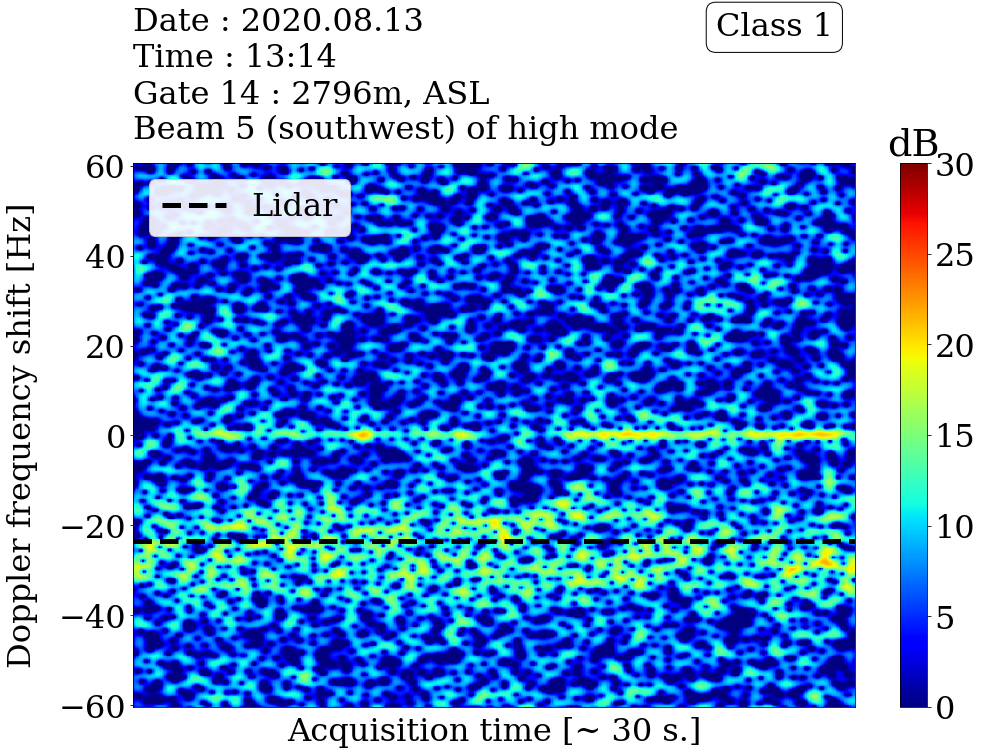 Date : 2020.08.13
Class 1
Time : 13:14
Gate 14 : 2796m, ASL
Beam 5 (southwest) of high mode
dB
60
40
20
0
−20
−40
−60
Doppler frequency shift [Hz]
Lidar
30
25
20
15
10
5
0
Acquisition time [~ 30 s.]